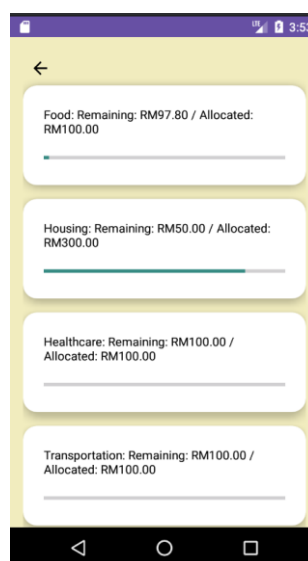 3:53
Food: Remaining: RM97.80 / Allocated:
RM100.00
Housing: Remaining: RM50.00 / Allocated:
RM300.00
Healthcare: Remaining: RM100.00 /
Allocated: RM100.00
Transportation: Remaining: RM100.00 /
Allocated: RM100.00